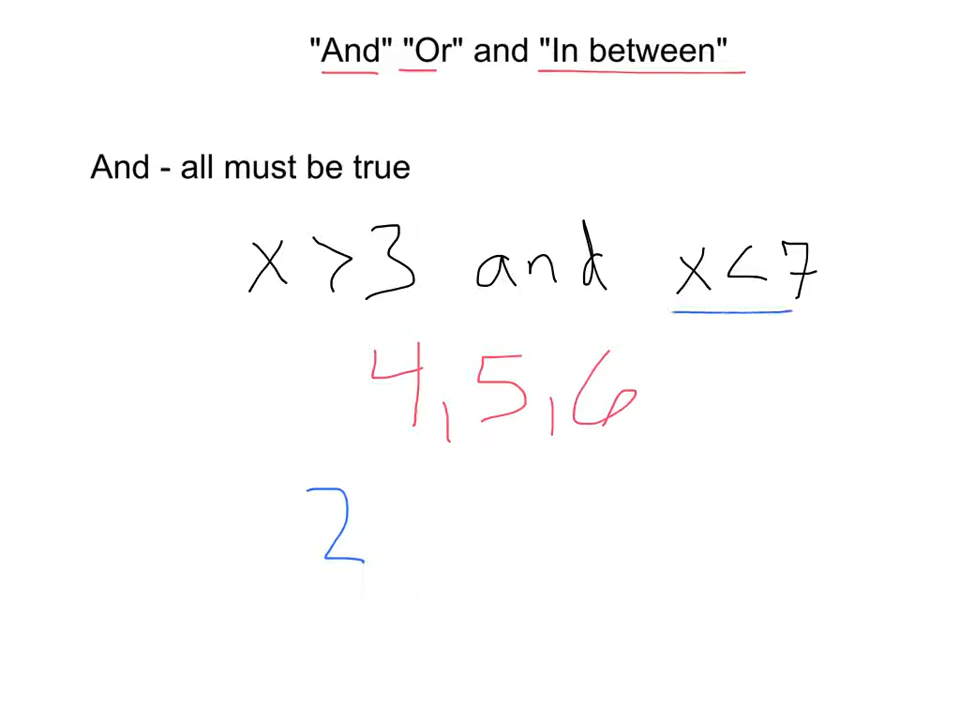 "And" "Or" and "In between"
And - all must be true
x > 3 and x < 7
4, 5, 6
2